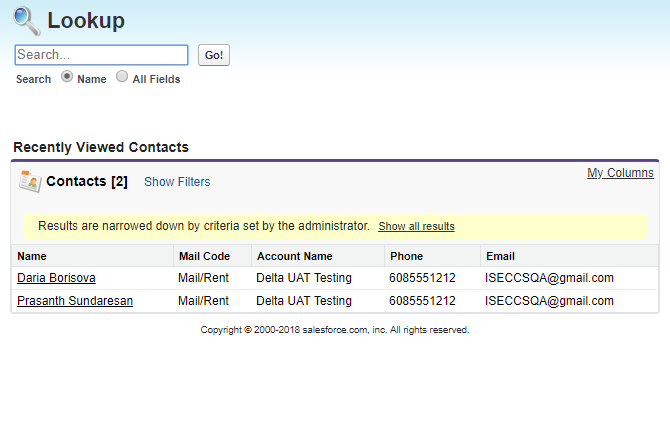 Lookup
Search...
Go!
Search Name All Fields
Recently Viewed Contacts
My Columns
Contacts [2] Show Filters
Results are narrowed down by criteria set by the administrator. Show all results
Name Mail Code Account Name Phone Email
Daria Borisova Mail/Rent Delta UAT Testing 6085551212 ISECCSQA@gmail.com
Prasanth Sundaresan Mail/Rent Delta UAT Testing 6085551212 ISECCSQA@gmail.com
Copyright © 2000-2018 salesforce.com, inc. All rights reserved.